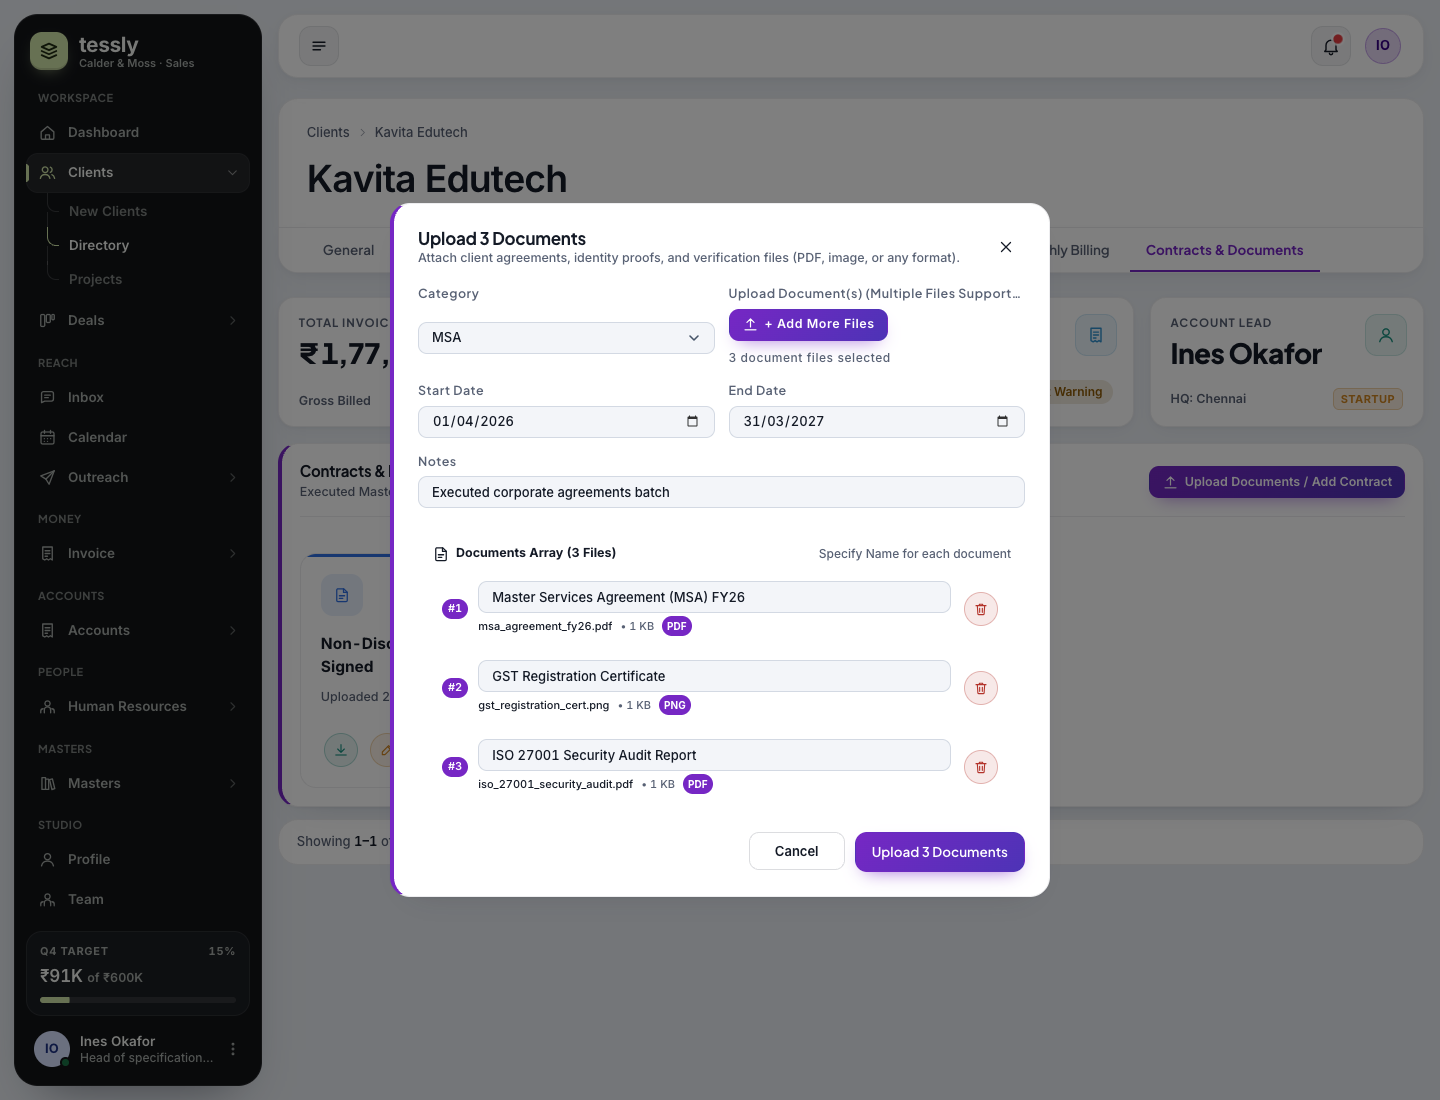 tessly
Calder & Moss · Sales
WORKSPACE
Dashboard
Clients
New Clients
Directory
Projects
Deals
REACH
Inbox
Calendar
Outreach
MONEY
Invoice
ACCOUNTS
Accounts
PEOPLE
Human Resources
MASTERS
Masters
STUDIO
Profile
Team
Q4 TARGET 15%
₹91K of ₹600K
IO
Ines Okafor
Head of specification...
IO
Clients > Kavita Edutech
Kavita Edutech
General
hly Billing
Contracts & Documents
TOTAL INVOIC
₹1,77,
Gross Billed
Warning
ACCOUNT LEAD
Ines Okafor
HQ: Chennai
STARTUP
Contracts &
Executed Maste
Upload Documents / Add Contract
Non-Disc
Signed
Uploaded 2
Showing 1–1 of
Upload 3 Documents
Attach client agreements, identity proofs, and verification files (PDF, image, or any format).
Category
MSA
Upload Document(s) (Multiple Files Support...
+ Add More Files
3 document files selected
Start Date
01/04/2026
End Date
31/03/2027
Notes
Executed corporate agreements batch
Documents Array (3 Files)
Specify Name for each document
#1
Master Services Agreement (MSA) FY26
msa_agreement_fy26.pdf • 1 KB PDF
#2
GST Registration Certificate
gst_registration_cert.png • 1 KB PNG
#3
ISO 27001 Security Audit Report
iso_27001_security_audit.pdf • 1 KB PDF
Cancel
Upload 3 Documents